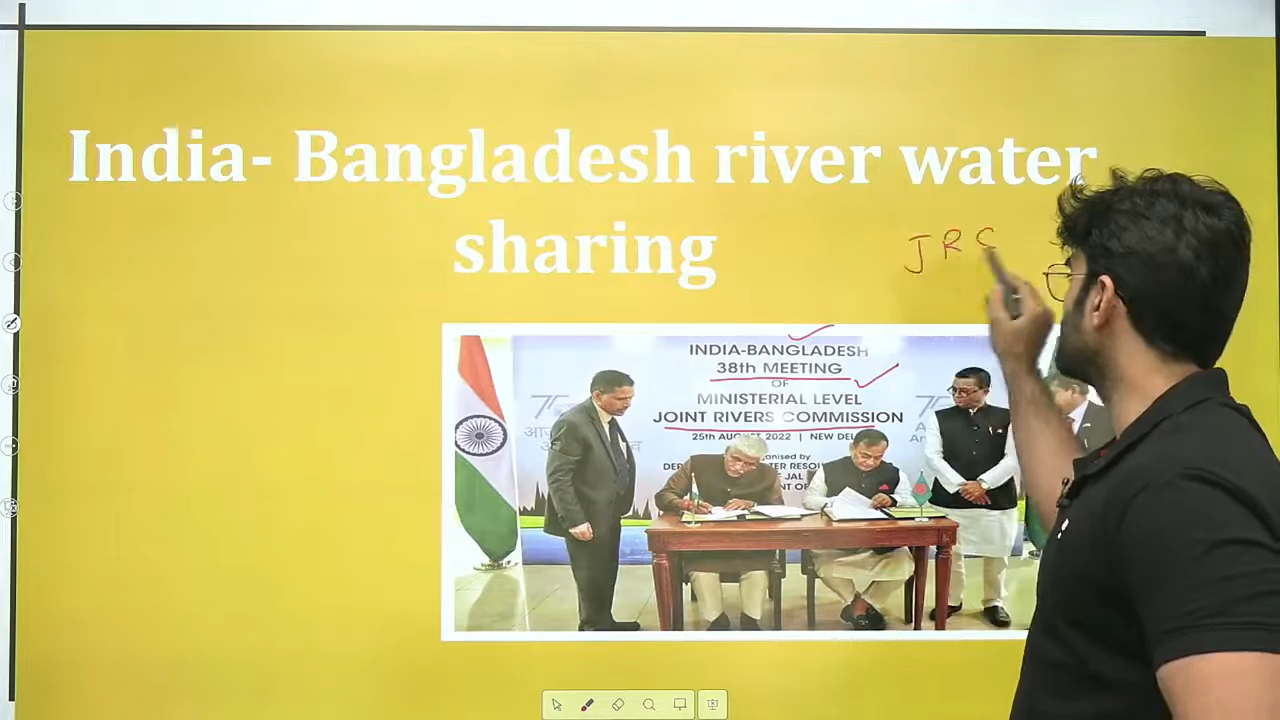 India- Bangladesh river water
sharing
JRC
INDIA-BANGLADESH
38th MEETING
OF
MINISTERIAL LEVEL
JOINT RIVERS COMMISSION
25th AUGUST 2022 | NEW DEL